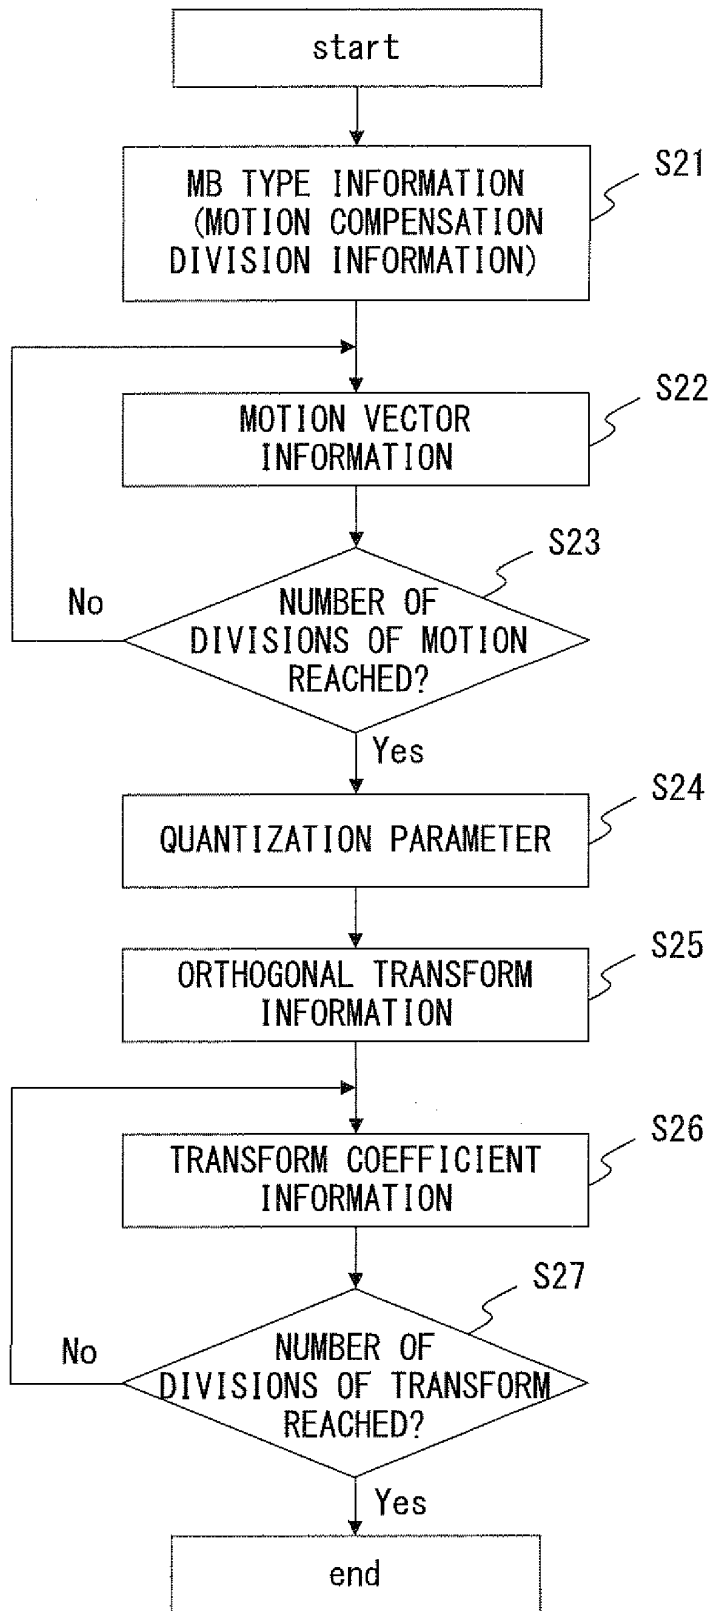 start
S21
MB TYPE INFORMATION
(MOTION COMPENSATION
DIVISION INFORMATION)
S22
MOTION VECTOR
INFORMATION
S23
No
NUMBER OF
DIVISIONS OF MOTION
REACHED?
Yes
S24
QUANTIZATION PARAMETER
S25
ORTHOGONAL TRANSFORM
INFORMATION
S26
TRANSFORM COEFFICIENT
INFORMATION
S27
No
NUMBER OF
DIVISIONS OF TRANSFORM
REACHED?
Yes
end